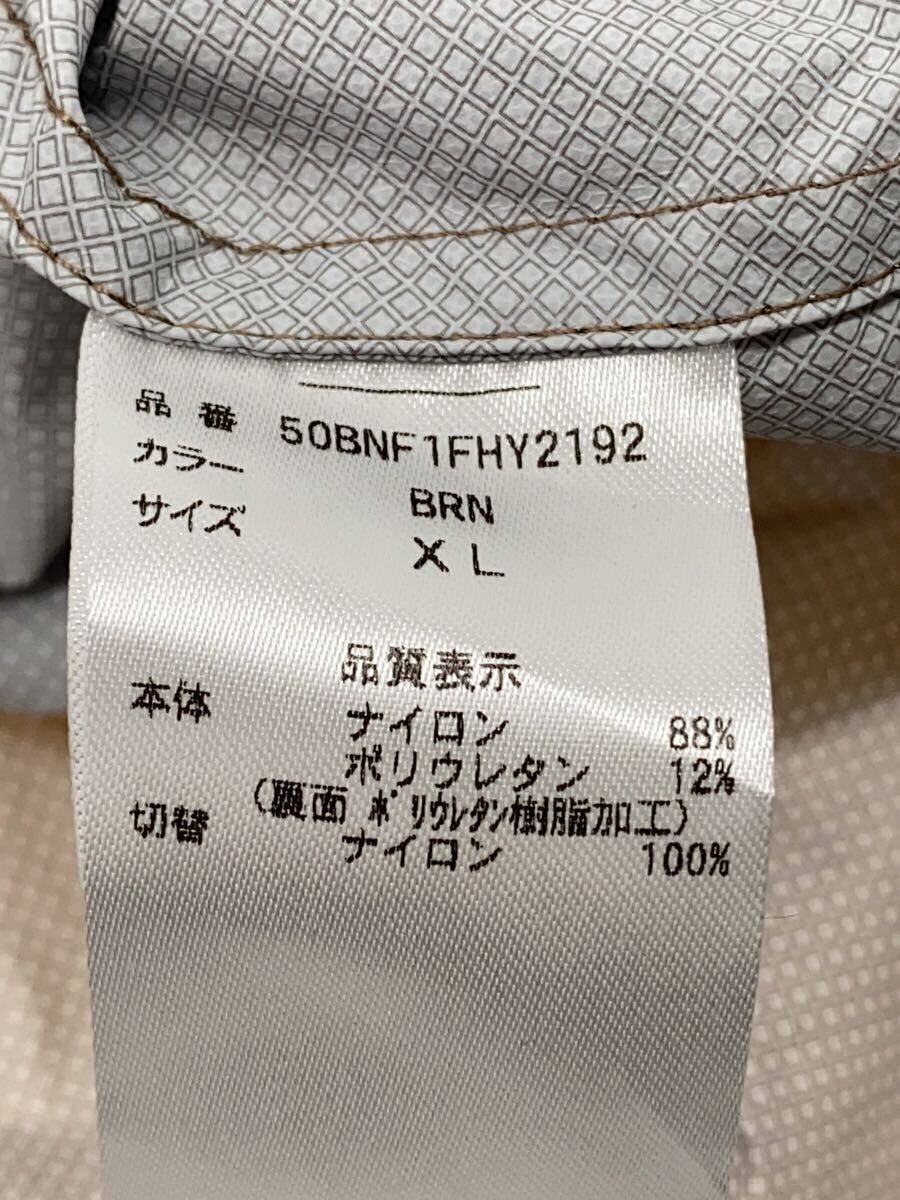 品番 50BNF1FHY2192
カラー BRN
サイズ XL
品質表示
本体 ナイロン 88%
ポリウレタン 12%
(裏面 ポリウレタン樹脂加工)
切替 ナイロン 100%